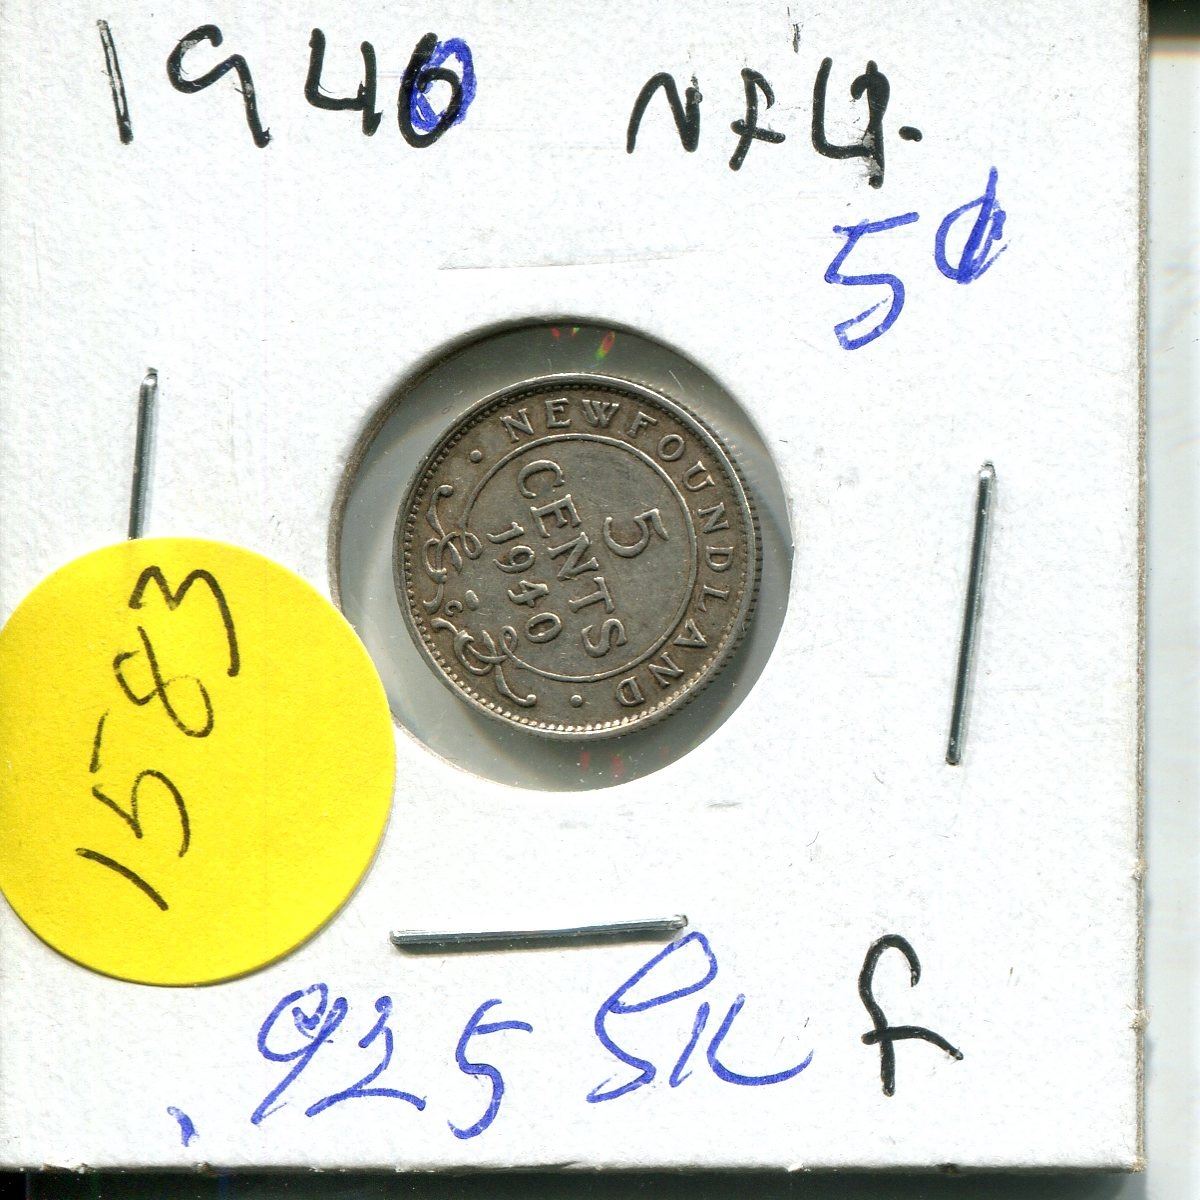 1940 NFLD.
5¢
NEWFOUNDLAND
5
CENTS
1940
1583
.925 SIL F